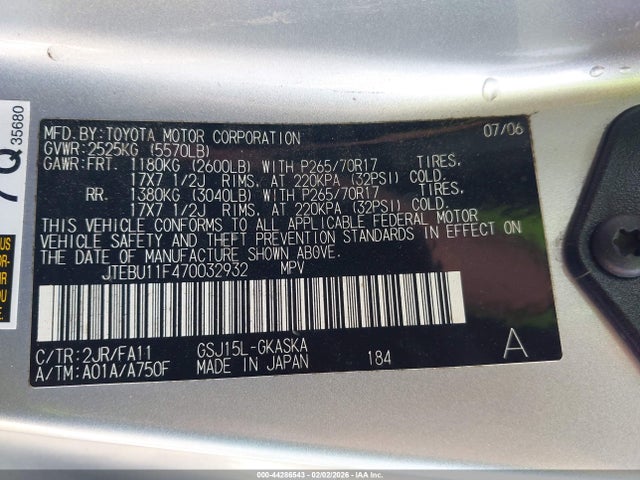 MFD.BY:TOYOTA MOTOR CORPORATION 07/06
GVWR:2525KG (5570LB)
GAWR:FRT. 1180KG (2600LB) WITH P265/70R17 TIRES.
17X7 1/2J RIMS. AT 220KPA (32PSI) COLD.
RR. 1380KG (3040LB) WITH P265/70R17 TIRES.
17X7 1/2J RIMS. AT 220KPA (32PSI) COLD.
THIS VEHICLE CONFORMS TO ALL APPLICABLE FEDERAL MOTOR
VEHICLE SAFETY AND THEFT PREVENTION STANDARDS IN EFFECT ON
THE DATE OF MANUFACTURE SHOWN ABOVE.
JTEBU11F470032932 MPV
C/TR:2JR/FA11 GSJ15L-GKASKA
A/TM:A01A/A750F MADE IN JAPAN 184 A
35680
000-44286543 - 02/02/2026 - IAAI.COM